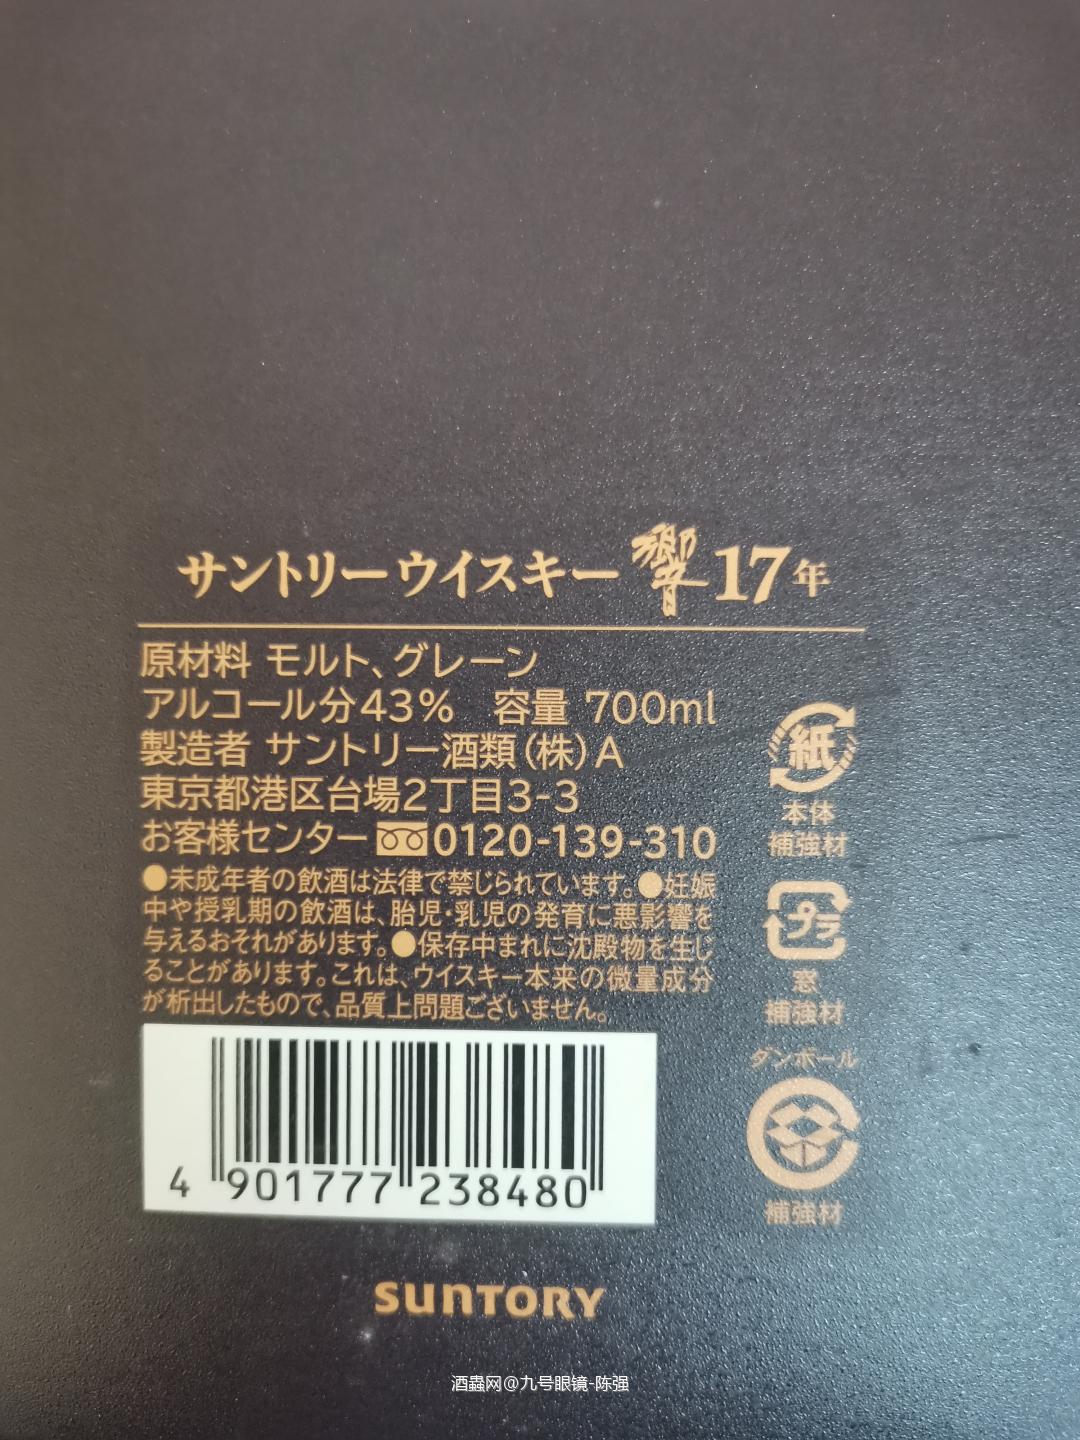 サントリーウイスキー 響 17年
原材料 モルト、グレーン
アルコール分43% 容量 700ml
製造者 サントリー酒類(株)A
東京都港区台場2丁目3-3
お客様センター 0120-139-310
●未成年者の飲酒は法律で禁じられています。●妊娠
中や授乳期の飲酒は、胎児・乳児の発育に悪影響を
与えるおそれがあります。●保存中まれに沈殿物を生じ
ることがあります。これは、ウイスキー本来の微量成分
が析出したもので、品質上問題ございません。
紙
本体
補強材
プラ
窓
補強材
ダンボール
補強材
4 901777 238480
SUNTORY
酒蟲网@九号眼镜-陈强